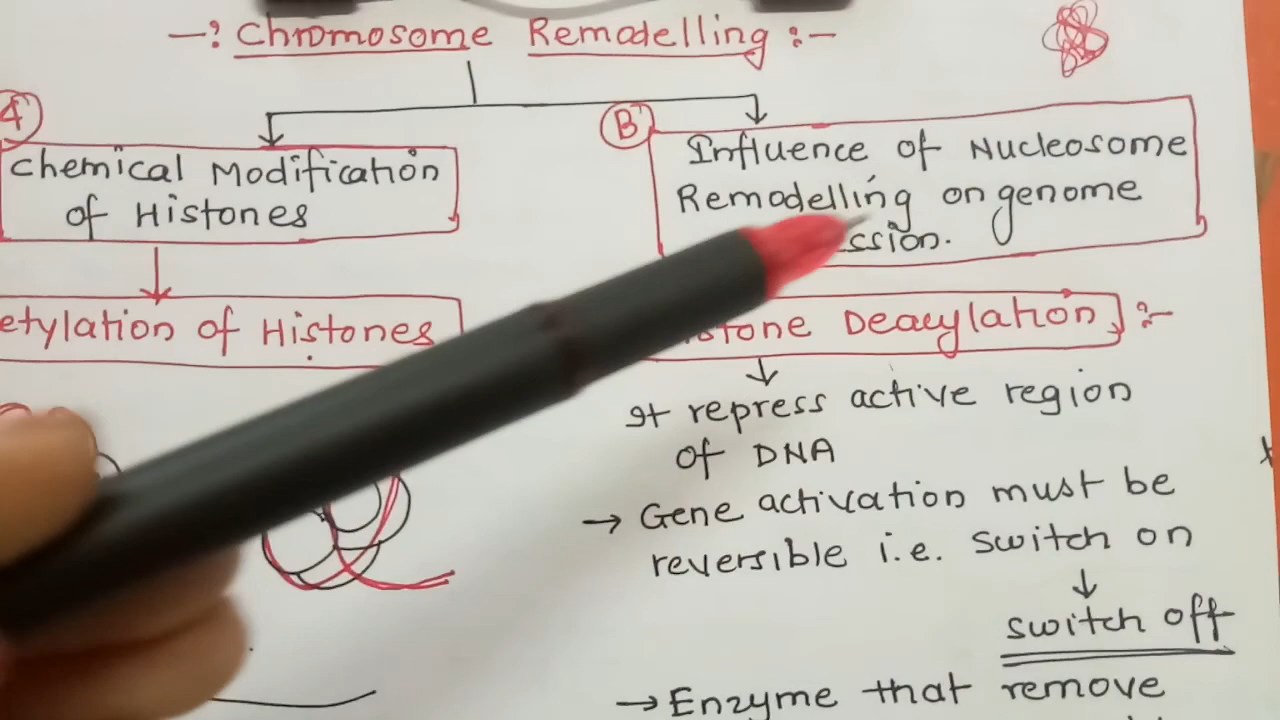 —: Chromosome Remodelling :—
A
Chemical Modification
of Histones
etylation of Histones
B
Influence of Nucleosome
Remodelling on genome
ssion.
stone Deacylation :—
It repress active region
of DNA
→ Gene activation must be
reversible i.e. switch on
↓
switch off
→ Enzyme that remove